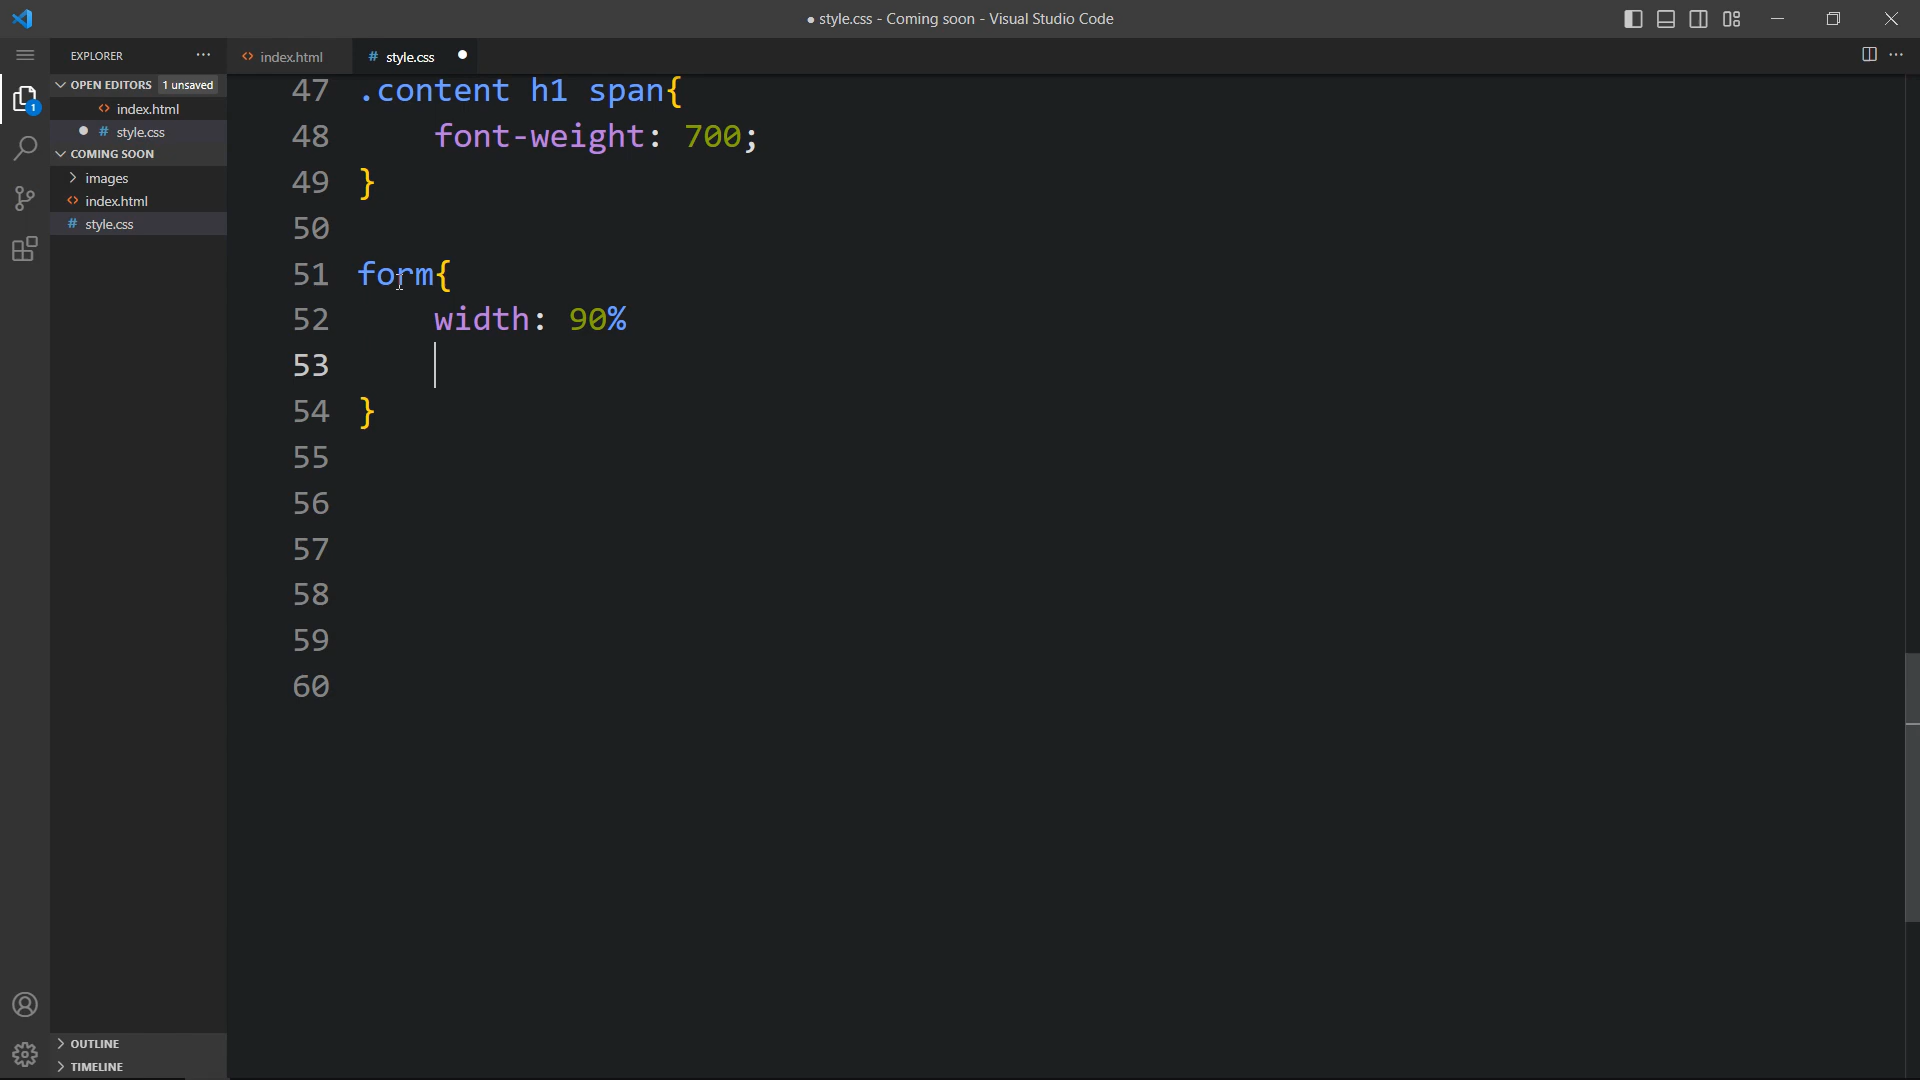 ● style.css - Coming soon - Visual Studio Code
EXPLORER
index.html
# style.css
OPEN EDITORS 1 unsaved
index.html
# style.css
COMING SOON
images
index.html
# style.css
1
47 .content h1 span{
48 font-weight: 700;
49 }
50
51 form{
52 width: 90%
53
54 }
55
56
57
58
59
60
OUTLINE
TIMELINE